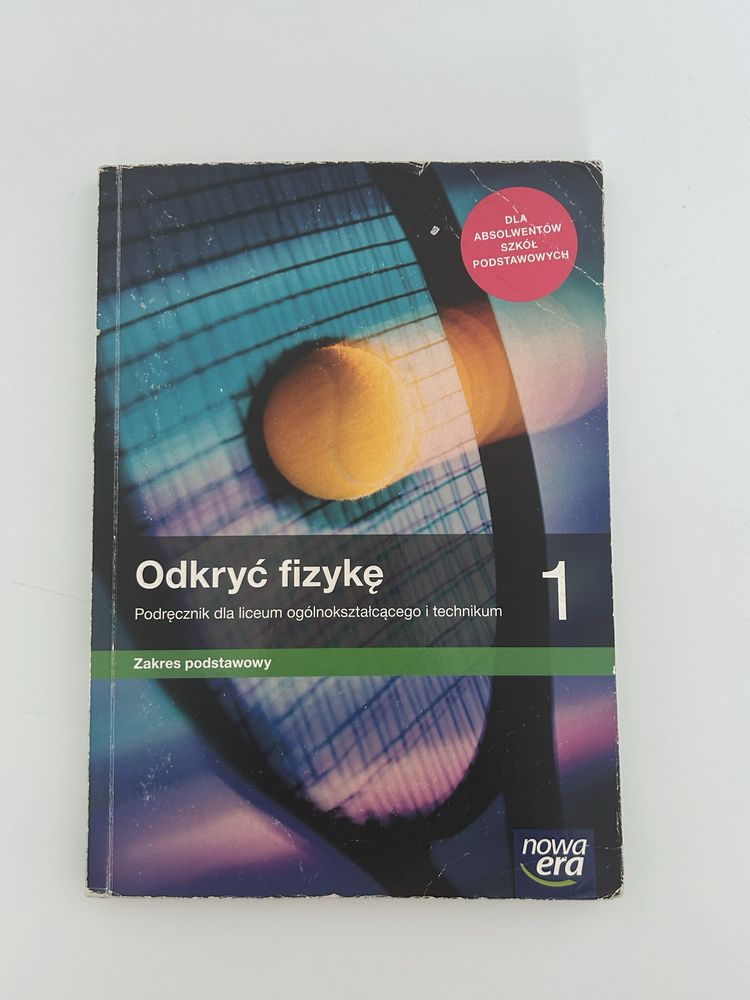 DLA
ABSOLWENTÓW
SZKÓŁ
PODSTAWOWYCH
Odkryć fizykę
1
Podręcznik dla liceum ogólnokształcącego i technikum
Zakres podstawowy
nowa
era